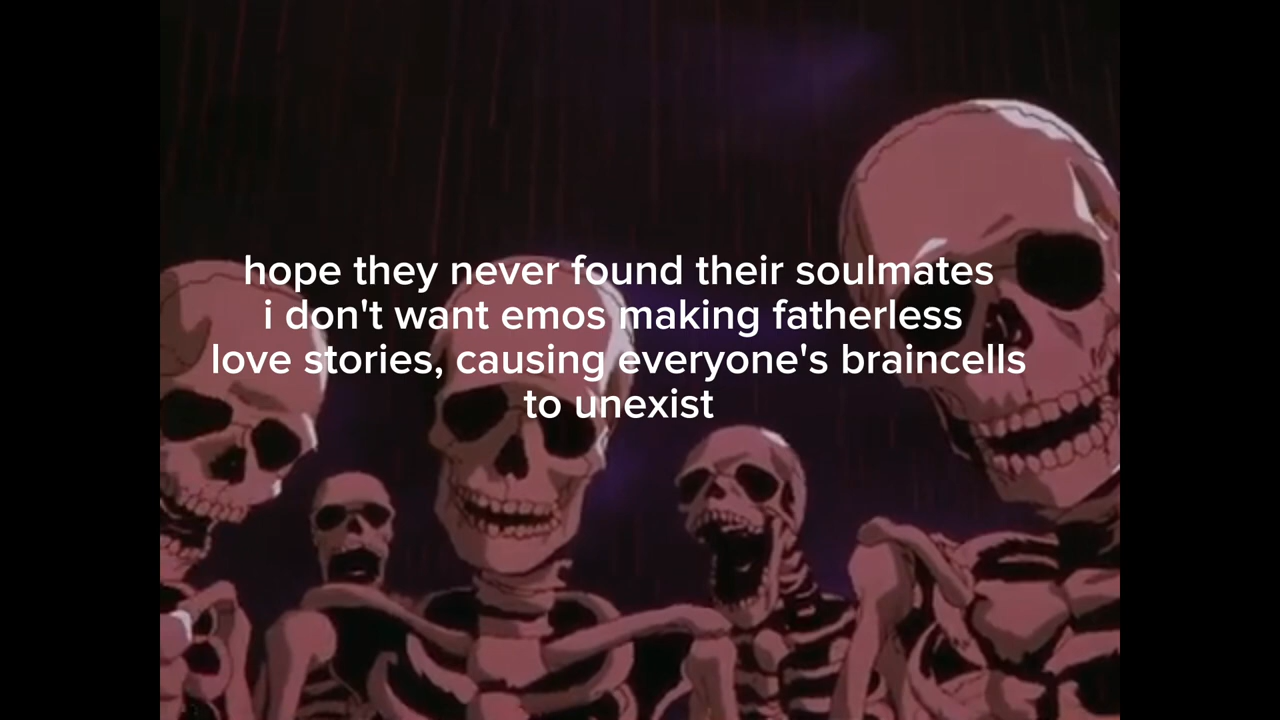 hope they never found their soulmates
i don't want emos making fatherless
love stories, causing everyone's braincells
to unexist